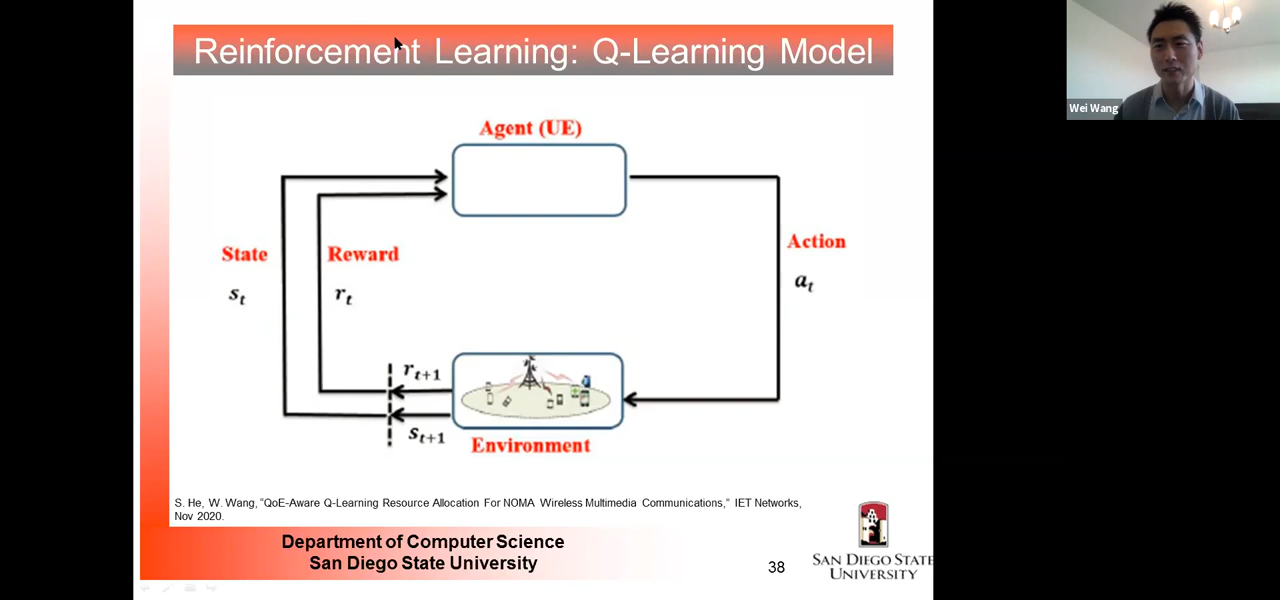 Reinforcement Learning: Q-Learning Model
Wei Wang
Agent (UE)
State
Reward
Action
s_t
r_t
a_t
r_{t+1}
s_{t+1}
Environment
S. He, W. Wang, "QoE-Aware Q-Learning Resource Allocation For NOMA Wireless Multimedia Communications," IET Networks,
Nov 2020.
Department of Computer Science
San Diego State University
38
SAN DIEGO STATE
UNIVERSITY